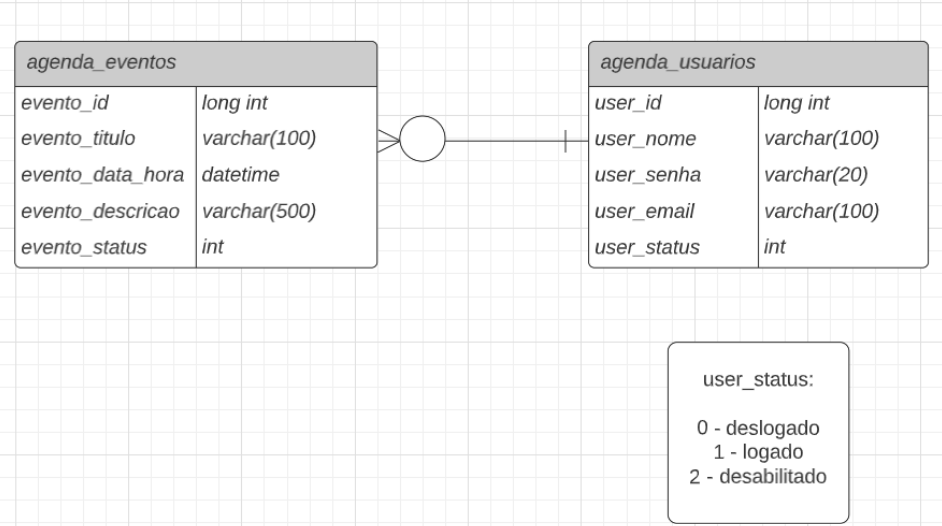 agenda_eventos
evento_id long int
evento_titulo varchar(100)
evento_data_hora datetime
evento_descricao varchar(500)
evento_status int
agenda_usuarios
user_id long int
user_nome varchar(100)
user_senha varchar(20)
user_email varchar(100)
user_status int
user_status:
0 - deslogado
1 - logado
2 - desabilitado